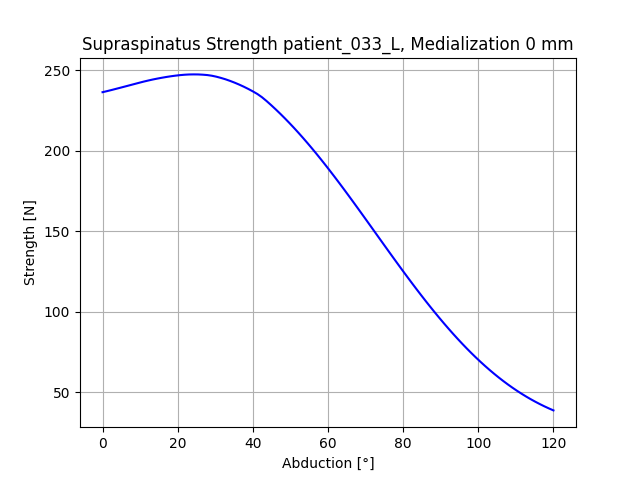 Supraspinatus Strength patient_033_L, Medialization 0 mm
250
200
150
100
50
Strength [N]
0 20 40 60 80 100 120
Abduction [°]